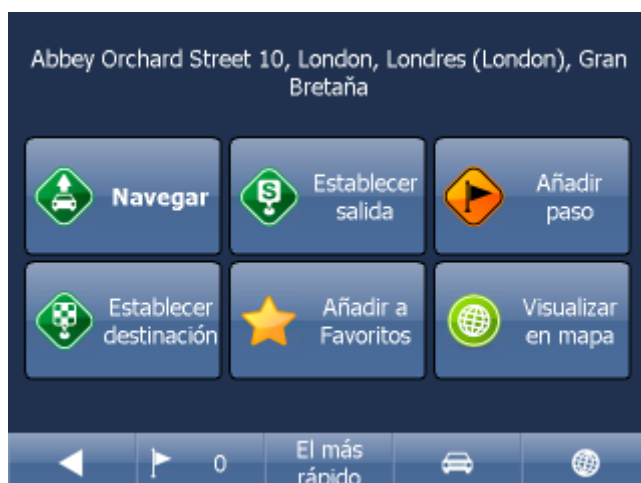 Abbey Orchard Street 10, London, Londres (London), Gran
Bretaña
Navegar
Establecer
salida
Añadir
paso
Establecer
destinación
Añadir a
Favoritos
Visualizar
en mapa
0
El más
rápido